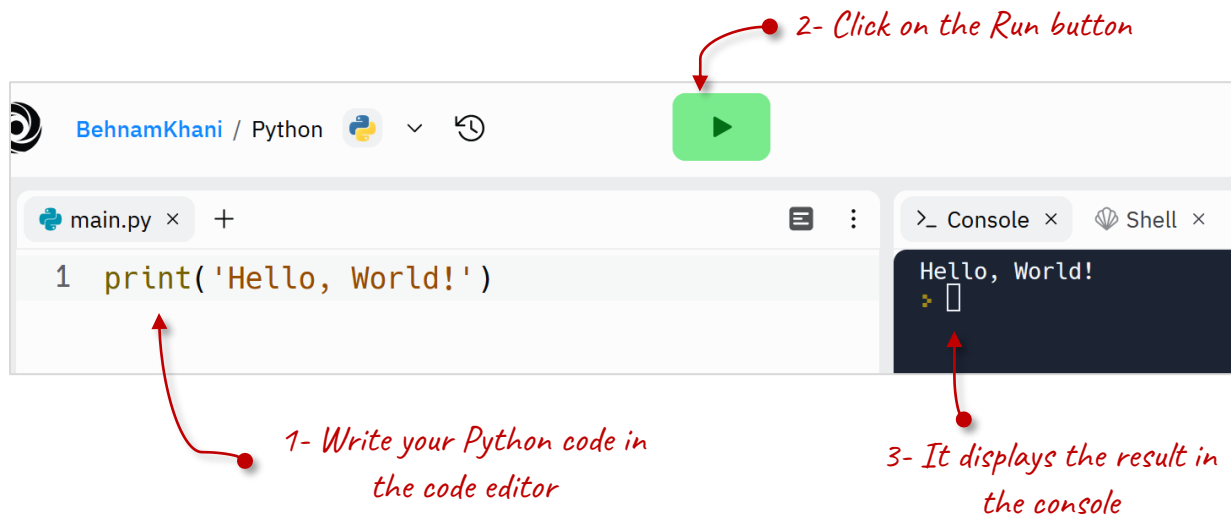 2- Click on the Run button
BehnamKhani / Python
main.py × +
>_ Console × Shell ×
1 print('Hello, World!')
Hello, World!
>
1- Write your Python code in
the code editor
3- It displays the result in
the console